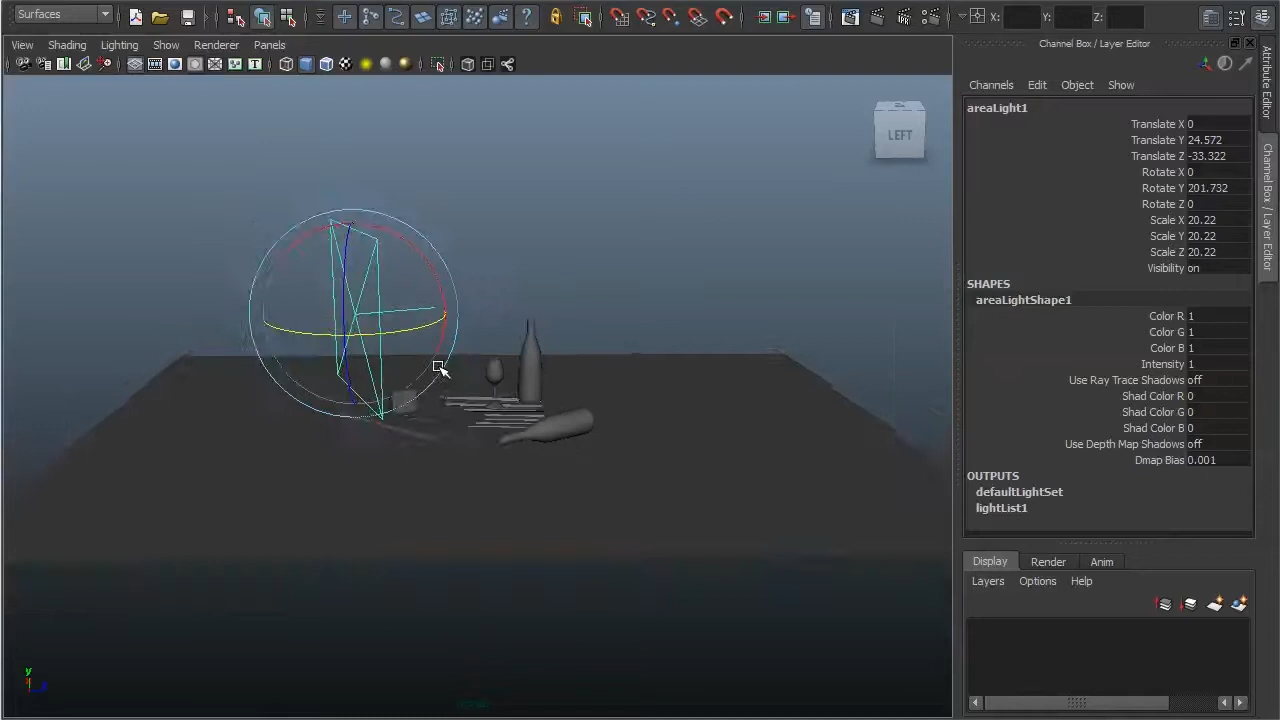 Surfaces X: Y: Z:
View Shading Lighting Show Renderer Panels
Channel Box / Layer Editor
Channels Edit Object Show
areaLight1
Translate X 0
Translate Y 24.572
Translate Z -33.322
Rotate X 0
Rotate Y 201.732
Rotate Z 0
Scale X 20.22
Scale Y 20.22
Scale Z 20.22
Visibility on
SHAPES
areaLightShape1
Color R 1
Color G 1
Color B 1
Intensity 1
Use Ray Trace Shadows off
Shad Color R 0
Shad Color G 0
Shad Color B 0
Use Depth Map Shadows off
Dmap Bias 0.001
OUTPUTS
defaultLightSet
lightList1
Display Render Anim
Layers Options Help
Attribute Editor
Channel Box / Layer Editor
LEFT
y